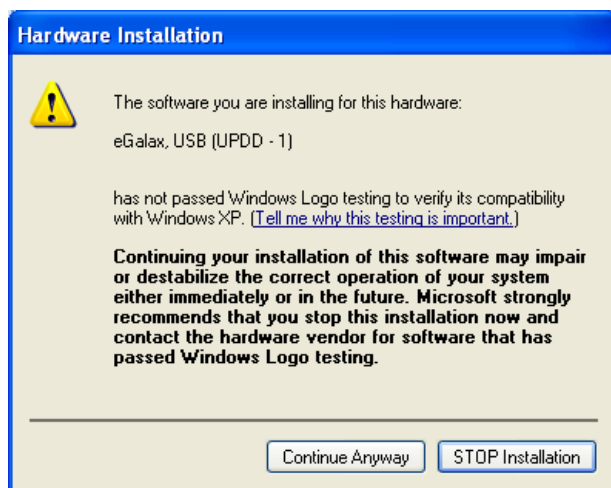 Hardware Installation
The software you are installing for this hardware:
eGalax, USB (UPDD - 1)
has not passed Windows Logo testing to verify its compatibility
with Windows XP. (Tell me why this testing is important.)
Continuing your installation of this software may impair
or destabilize the correct operation of your system
either immediately or in the future. Microsoft strongly
recommends that you stop this installation now and
contact the hardware vendor for software that has
passed Windows Logo testing.
Continue Anyway
STOP Installation